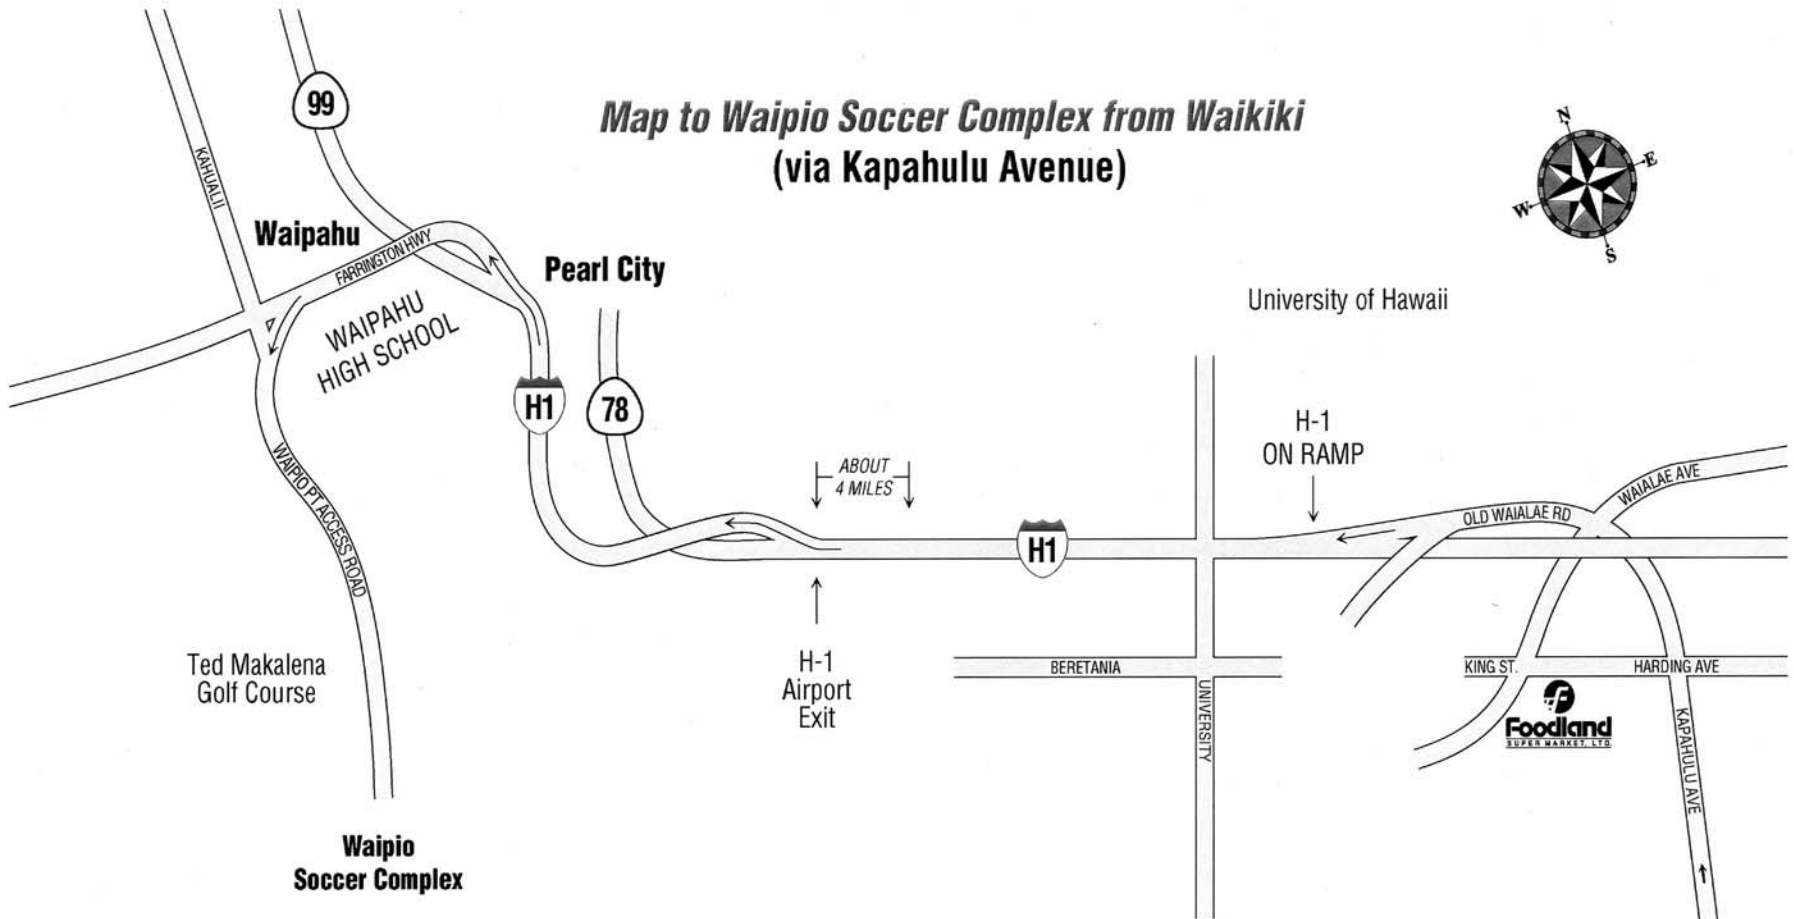 Map to Waipio Soccer Complex from Waikiki
(via Kapahulu Avenue)
99
KAHUALII
Waipahu
FARRINGTON HWY
WAIPAHU
HIGH SCHOOL
Pearl City
N
E
W
S
University of Hawaii
H1
78
H-1
ON RAMP
ABOUT
4 MILES
WAIALAE AVE
OLD WAIALAE RD
H1
WAIPIO PT ACCESS ROAD
H-1
Airport
Exit
BERETANIA
UNIVERSITY
KING ST.
HARDING AVE
Foodland
SUPER MARKET, LTD.
KAPAHULU AVE
Ted Makalena
Golf Course
Waipio
Soccer Complex